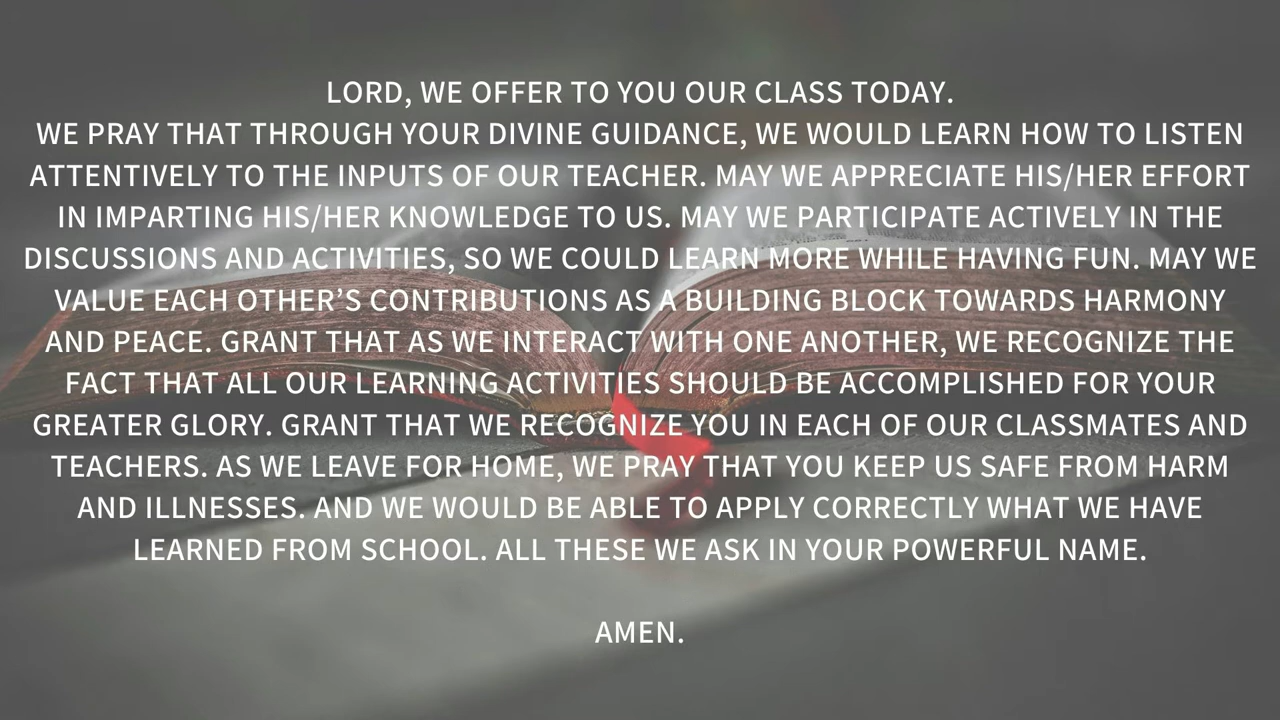 LORD, WE OFFER TO YOU OUR CLASS TODAY.
WE PRAY THAT THROUGH YOUR DIVINE GUIDANCE, WE WOULD LEARN HOW TO LISTEN
ATTENTIVELY TO THE INPUTS OF OUR TEACHER. MAY WE APPRECIATE HIS/HER EFFORT
IN IMPARTING HIS/HER KNOWLEDGE TO US. MAY WE PARTICIPATE ACTIVELY IN THE
DISCUSSIONS AND ACTIVITIES, SO WE COULD LEARN MORE WHILE HAVING FUN. MAY WE
VALUE EACH OTHER’S CONTRIBUTIONS AS A BUILDING BLOCK TOWARDS HARMONY
AND PEACE. GRANT THAT AS WE INTERACT WITH ONE ANOTHER, WE RECOGNIZE THE
FACT THAT ALL OUR LEARNING ACTIVITIES SHOULD BE ACCOMPLISHED FOR YOUR
GREATER GLORY. GRANT THAT WE RECOGNIZE YOU IN EACH OF OUR CLASSMATES AND
TEACHERS. AS WE LEAVE FOR HOME, WE PRAY THAT YOU KEEP US SAFE FROM HARM
AND ILLNESSES. AND WE WOULD BE ABLE TO APPLY CORRECTLY WHAT WE HAVE
LEARNED FROM SCHOOL. ALL THESE WE ASK IN YOUR POWERFUL NAME.
AMEN.